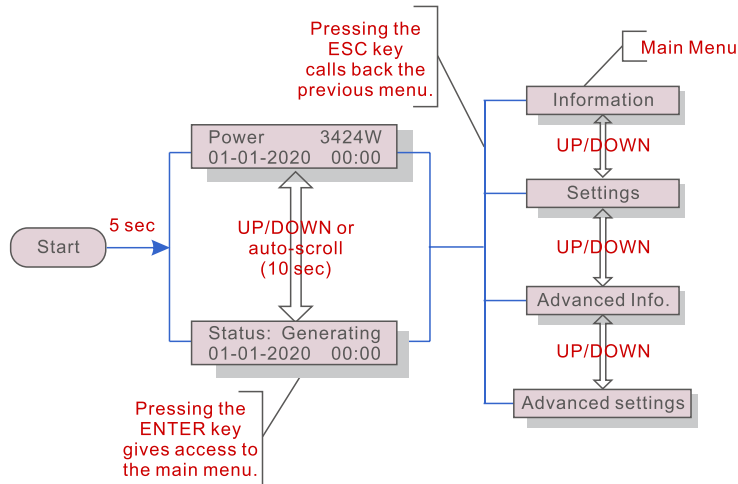 Pressing the
ESC key
calls back the
previous menu.
Main Menu
Information
Power 3424W
01-01-2020 00:00
UP/DOWN
Settings
5 sec
Start
UP/DOWN or
auto-scroll
(10 sec)
UP/DOWN
Advanced Info.
Status: Generating
01-01-2020 00:00
UP/DOWN
Advanced settings
Pressing the
ENTER key
gives access to
the main menu.